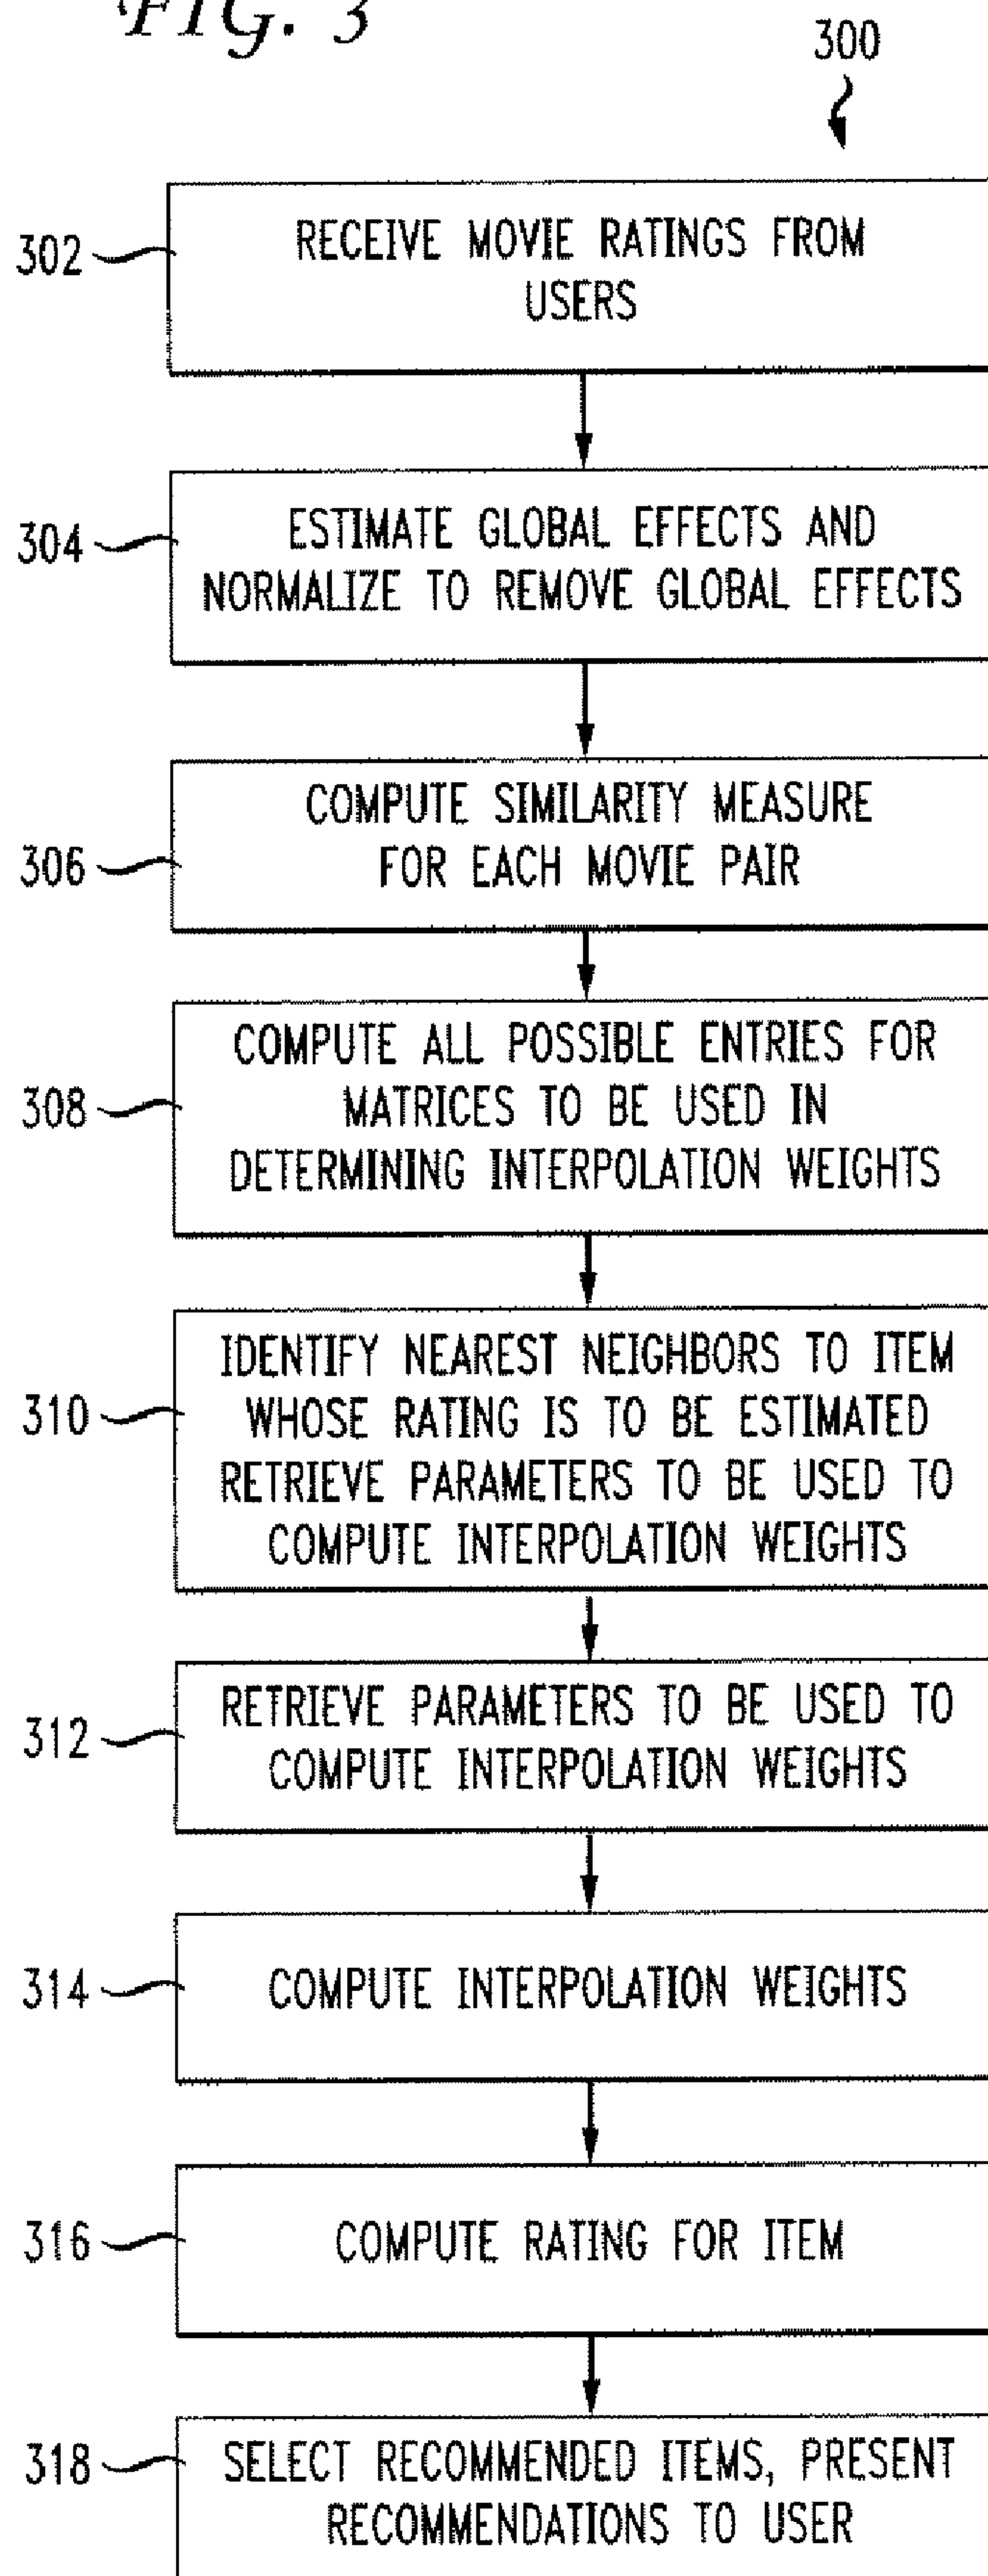 FIG. 3
300
302
RECEIVE MOVIE RATINGS FROM
USERS
304
ESTIMATE GLOBAL EFFECTS AND
NORMALIZE TO REMOVE GLOBAL EFFECTS
306
COMPUTE SIMILARITY MEASURE
FOR EACH MOVIE PAIR
308
COMPUTE ALL POSSIBLE ENTRIES FOR
MATRICES TO BE USED IN
DETERMINING INTERPOLATION WEIGHTS
310
IDENTIFY NEAREST NEIGHBORS TO ITEM
WHOSE RATING IS TO BE ESTIMATED
RETRIEVE PARAMETERS TO BE USED TO
COMPUTE INTERPOLATION WEIGHTS
312
RETRIEVE PARAMETERS TO BE USED TO
COMPUTE INTERPOLATION WEIGHTS
314
COMPUTE INTERPOLATION WEIGHTS
316
COMPUTE RATING FOR ITEM
318
SELECT RECOMMENDED ITEMS, PRESENT
RECOMMENDATIONS TO USER